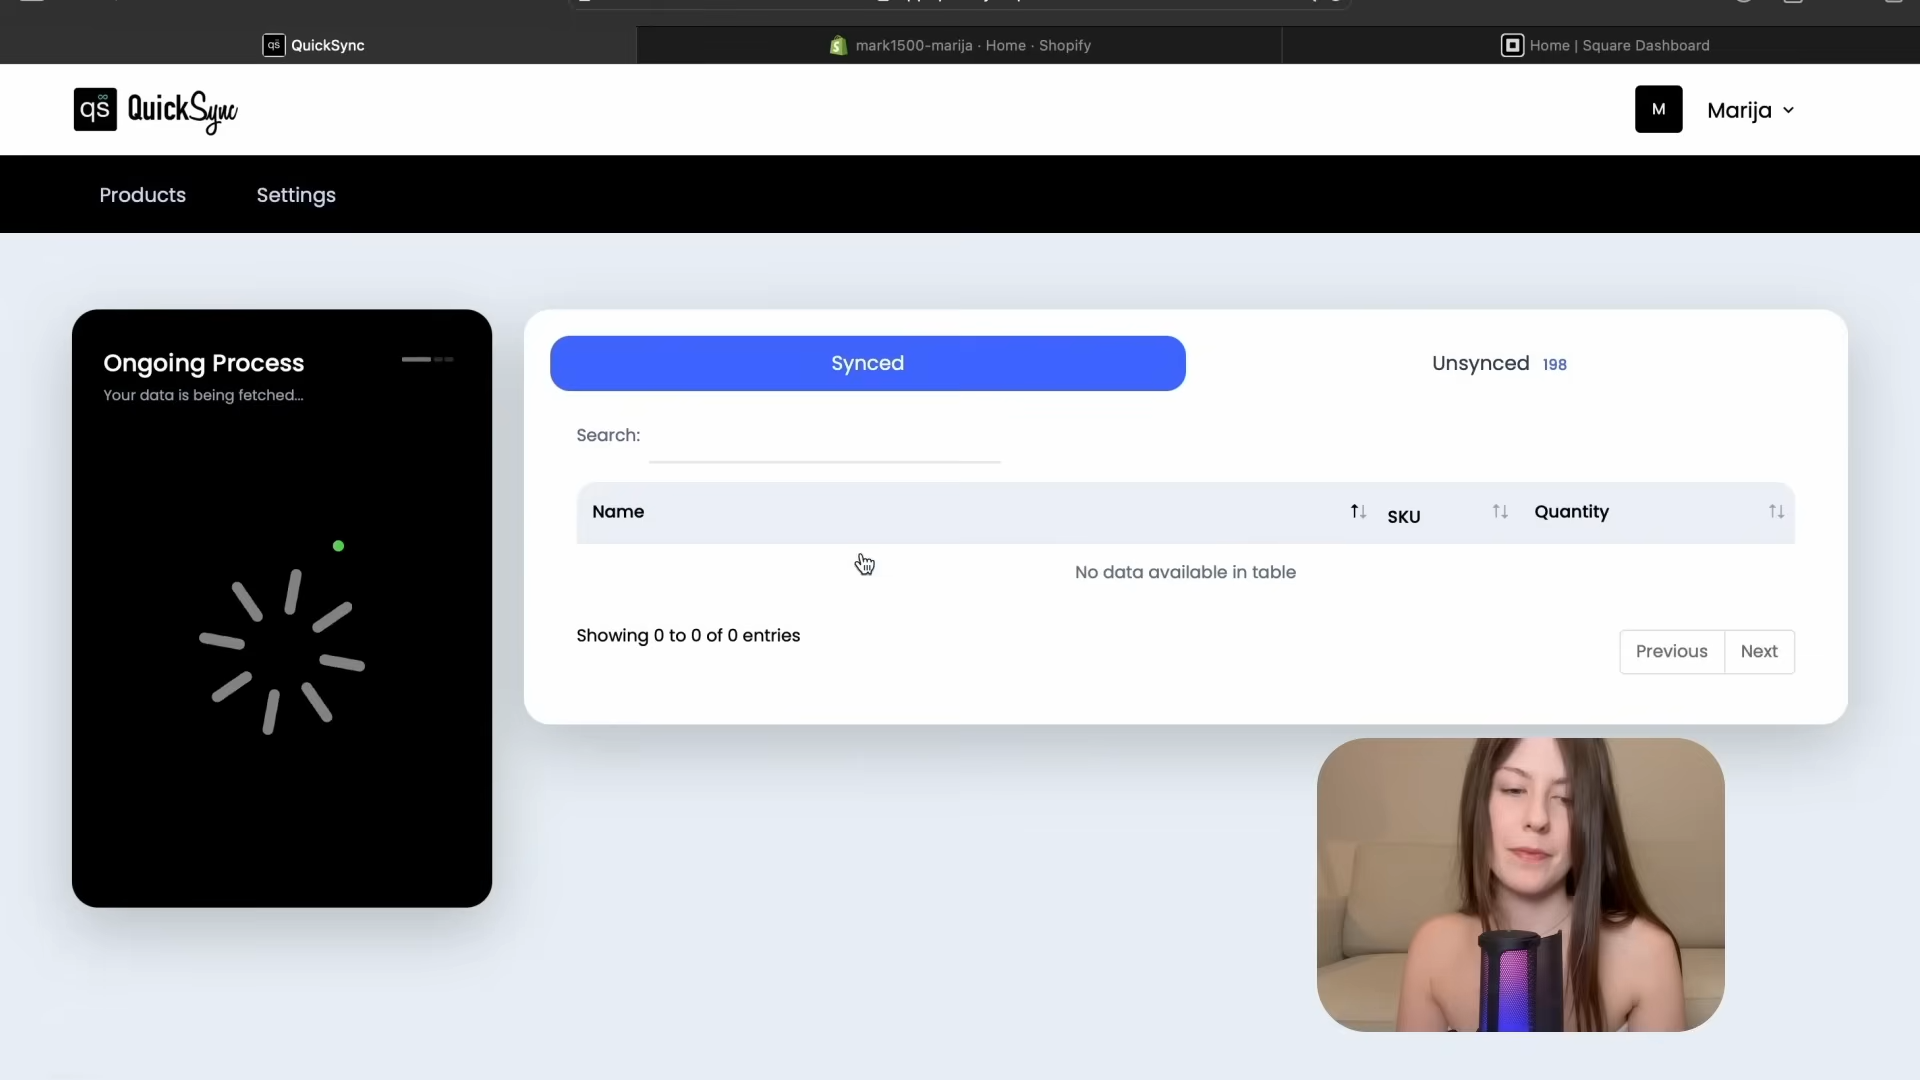 qs QuickSync
mark1500-marija · Home · Shopify
Home | Square Dashboard
qs QuickSync
M
Marija
Products
Settings
Ongoing Process
Your data is being fetched...
Synced
Unsynced 198
Search:
Name
SKU
Quantity
No data available in table
Showing 0 to 0 of 0 entries
Previous
Next